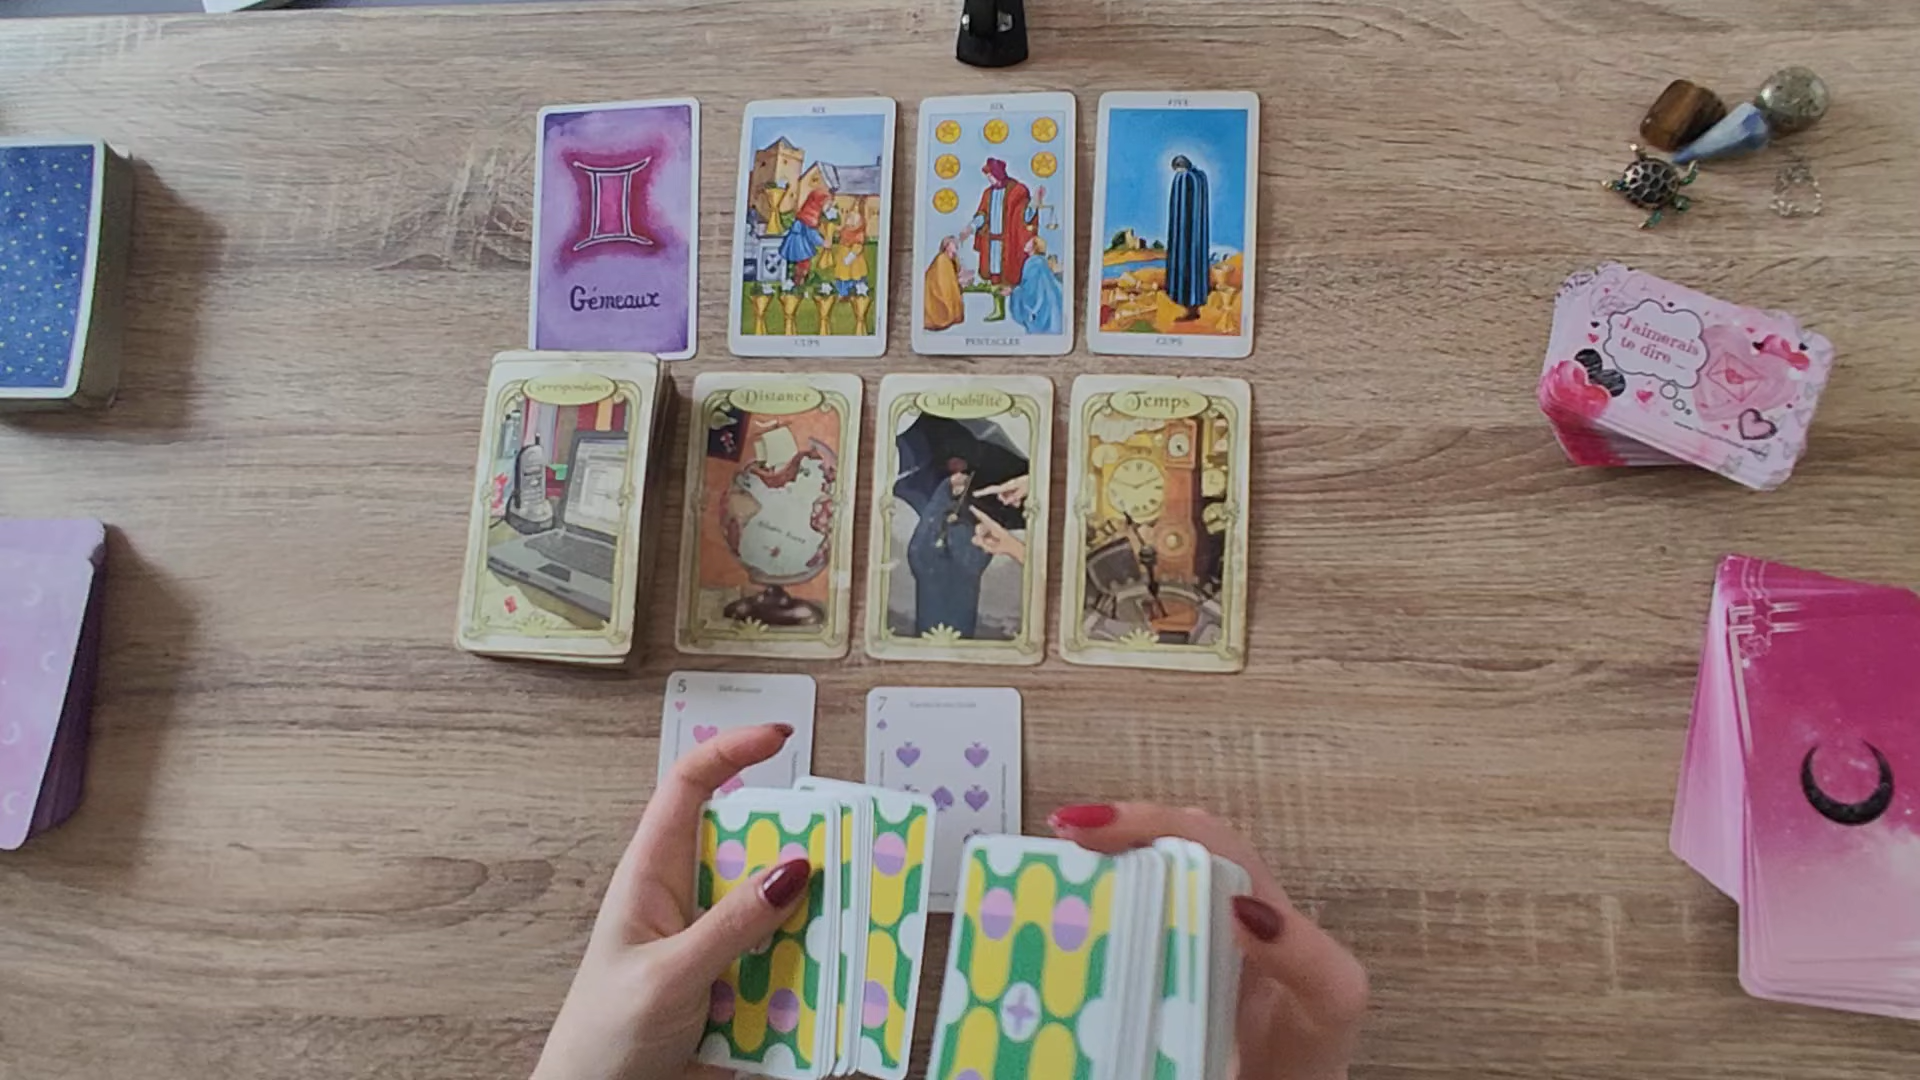 SIX
SIX
FIVE
Gémeaux
CUPS
PENTACLES
CUPS
J'aimerais
te dire ...
Correspondance
Distance
Culpabilité
Temps
5
7